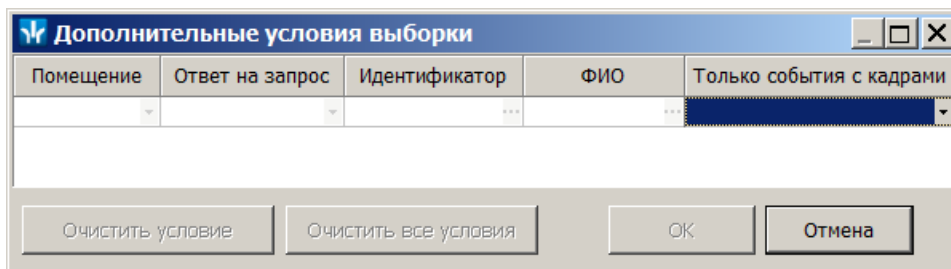 Дополнительные условия выборки
Помещение Ответ на запрос Идентификатор ФИО Только события с кадрами
Очистить условие Очистить все условия OK Отмена